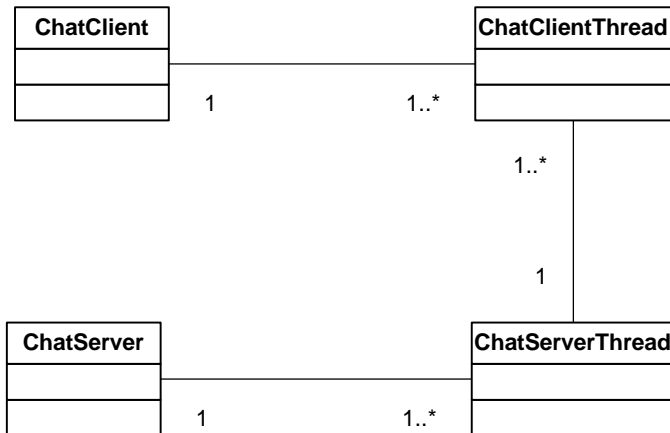 ChatClient
ChatClientThread
1
1..*
1..*
1
ChatServer
ChatServerThread
1
1..*